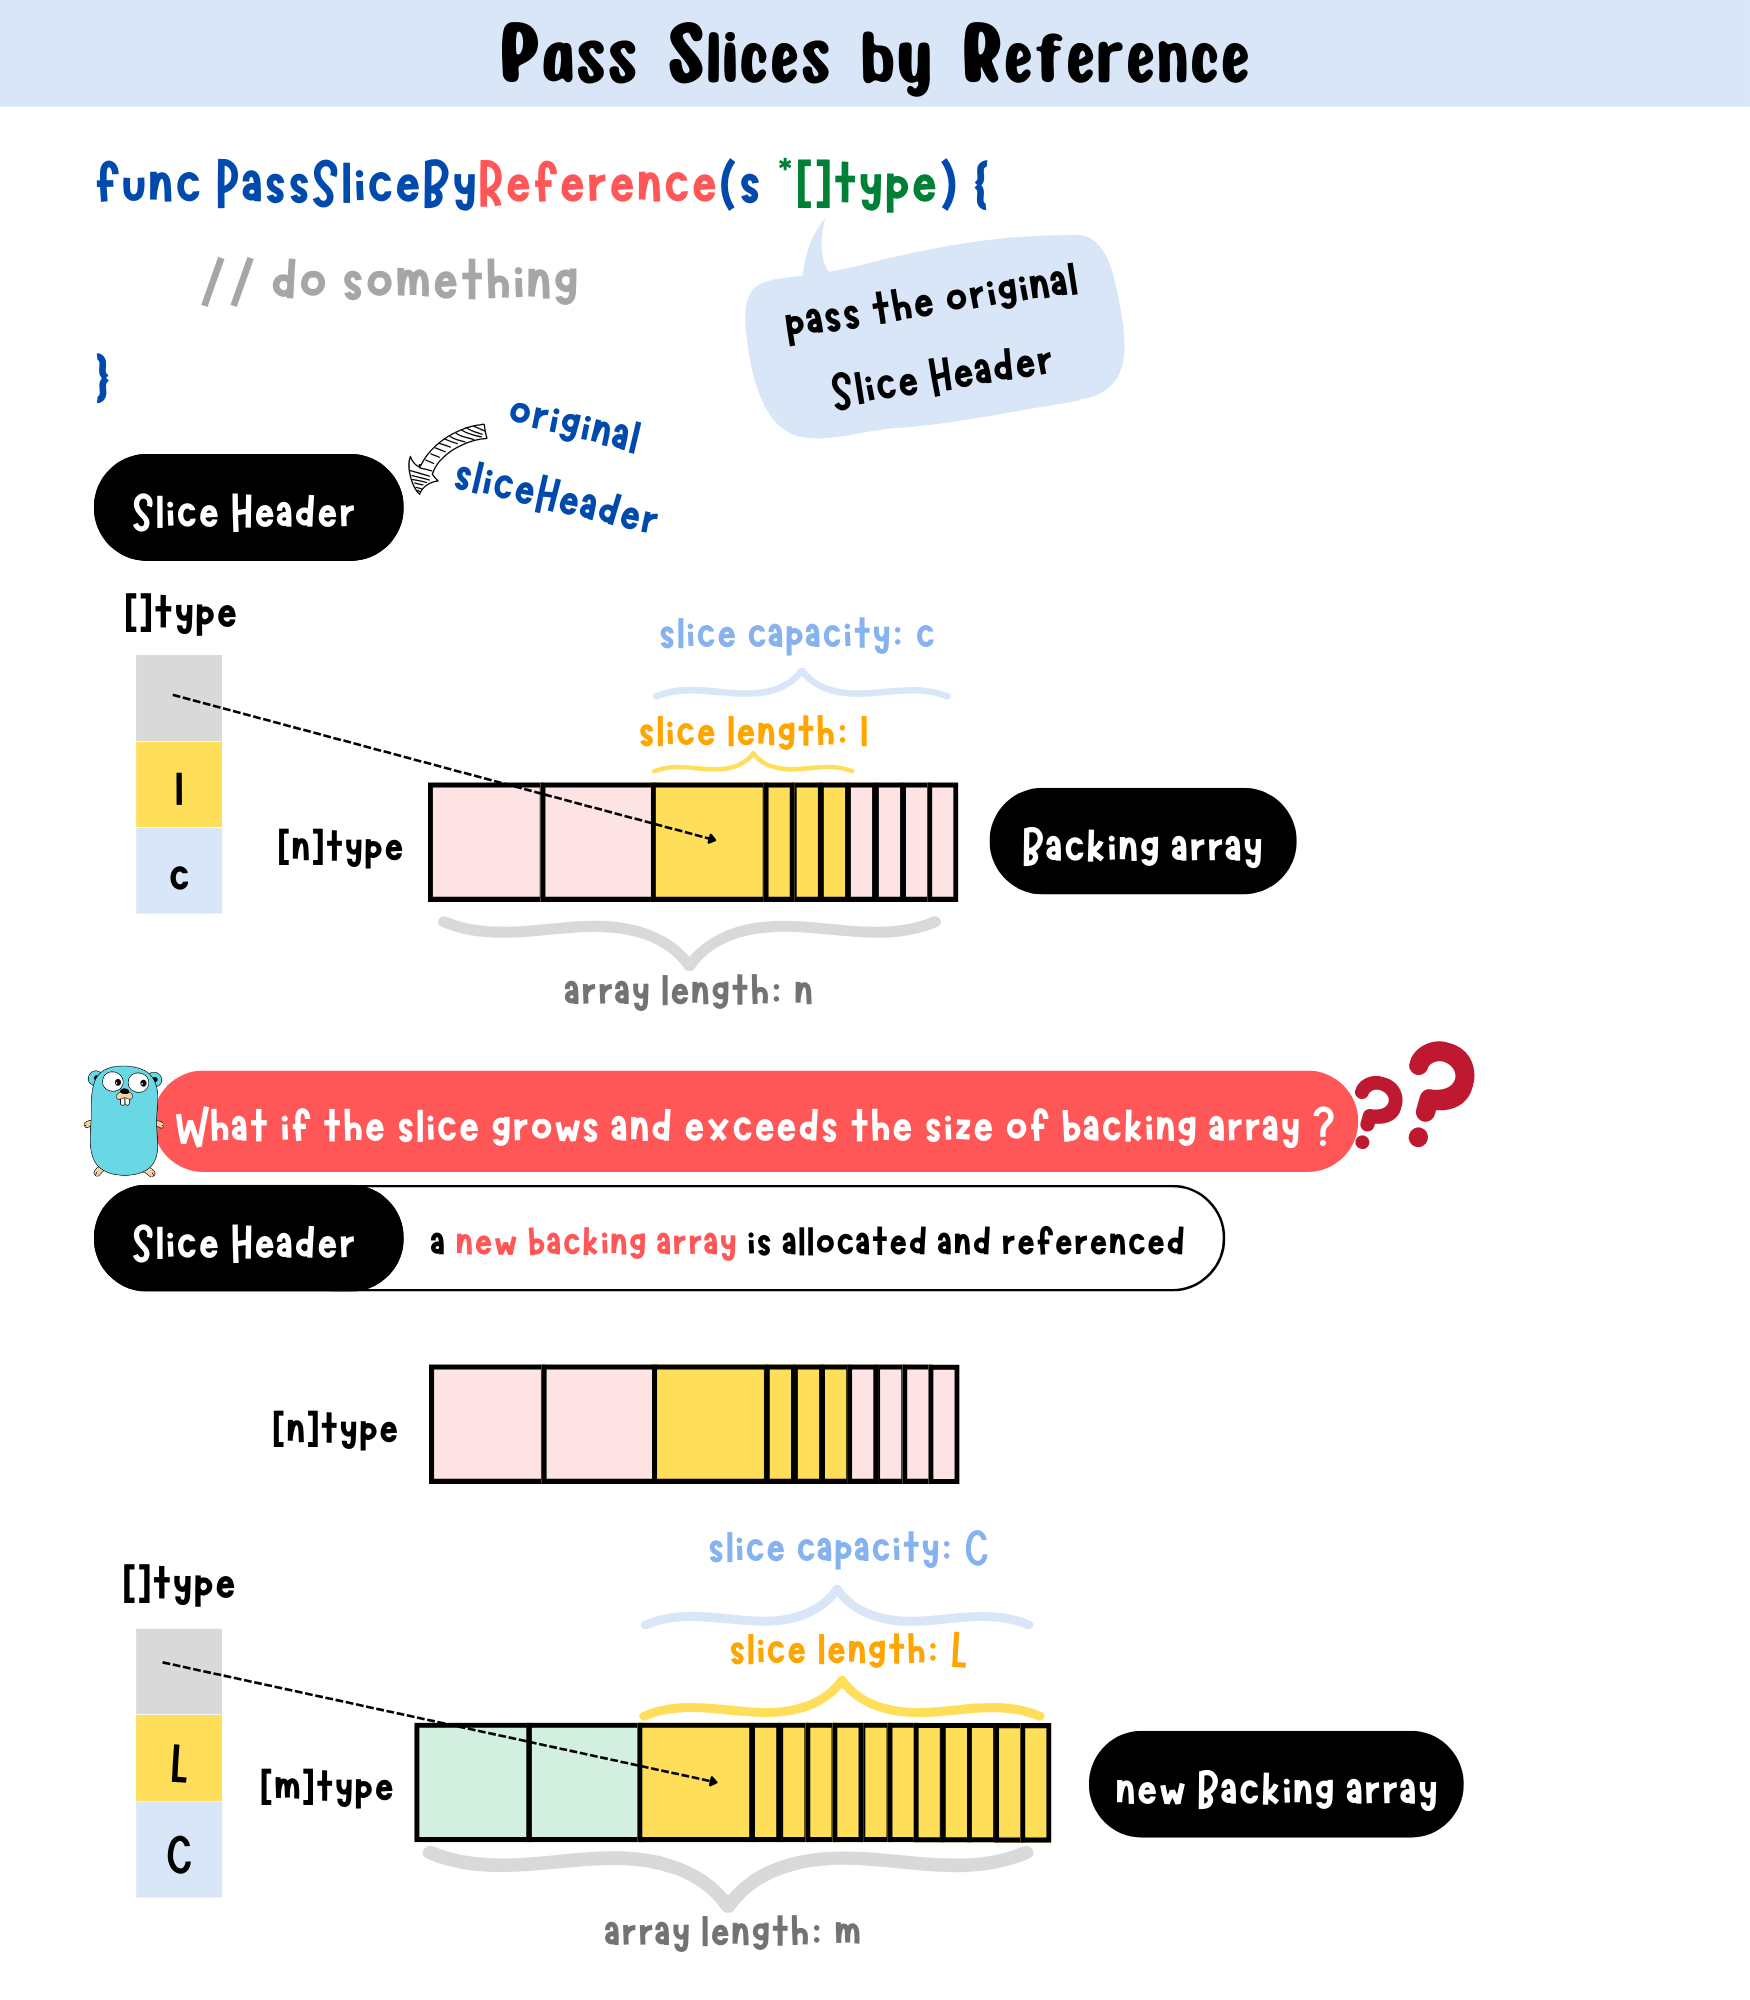 Pass Slices by Reference
func PassSliceByReference(s *[]type) {
// do something
pass the original
Slice Header
}
original
sliceHeader
Slice Header
[]type
slice capacity: c
slice length: l
l
c
[n]type
Backing array
array length: n
What if the slice grows and exceeds the size of backing array ?
??
Slice Header
a new backing array is allocated and referenced
[n]type
slice capacity: C
[]type
slice length: L
L
C
[m]type
new Backing array
array length: m